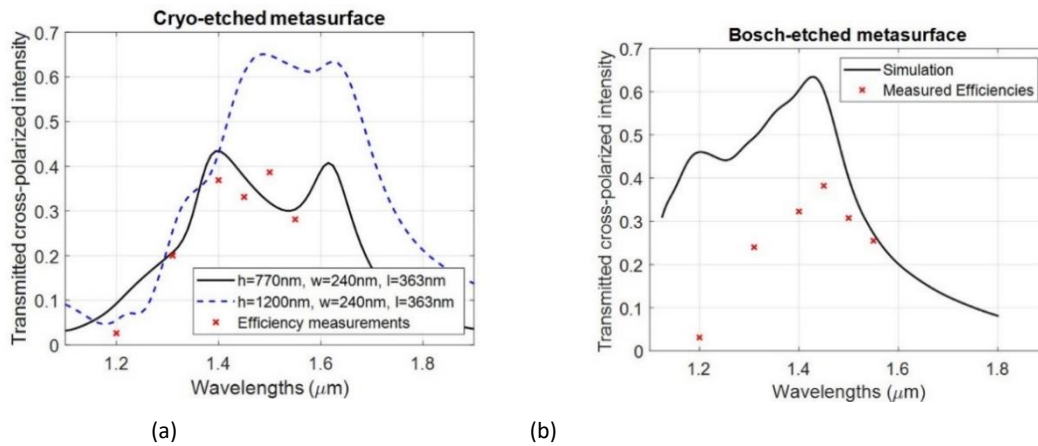 Cryo-etched metasurface
Transmitted cross-polarized intensity
0.7
0.6
0.5
0.4
0.3
0.2
0.1
0
h=770nm, w=240nm, l=363nm
h=1200nm, w=240nm, l=363nm
Efficiency measurements
1.2 1.4 1.6 1.8
Wavelengths (μm)
(a)
Bosch-etched metasurface
Transmitted cross-polarized intensity
0.7
0.6
0.5
0.4
0.3
0.2
0.1
0
Simulation
Measured Efficiencies
1.2 1.4 1.6 1.8
Wavelengths (μm)
(b)